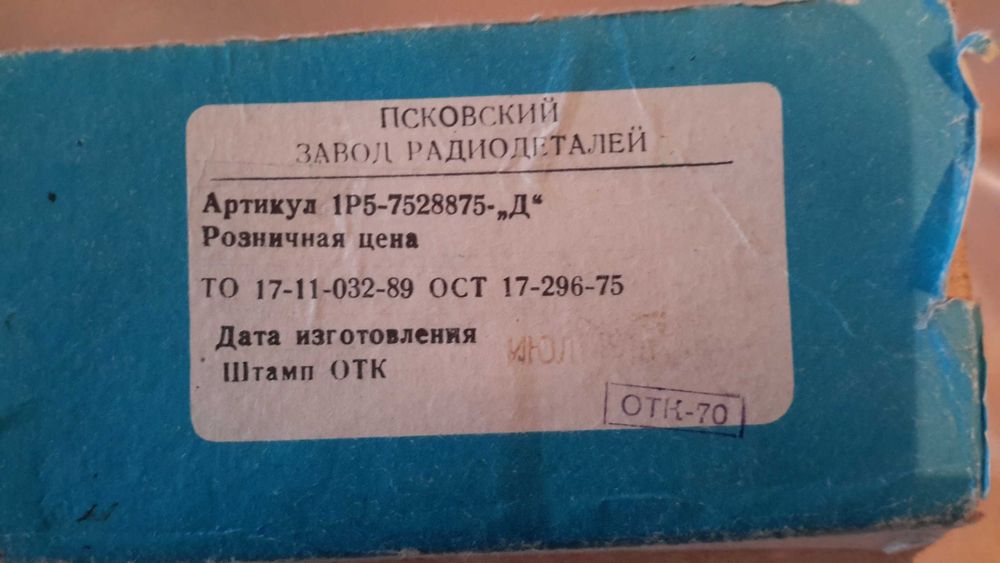 ПСКОВСКИЙ
ЗАВОД РАДИОДЕТАЛЕЙ
Артикул 1Р5-7528875-„Д“
Розничная цена
ТО 17-11-032-89 ОСТ 17-296-75
Дата изготовления
Штамп ОТК
ОТК-70